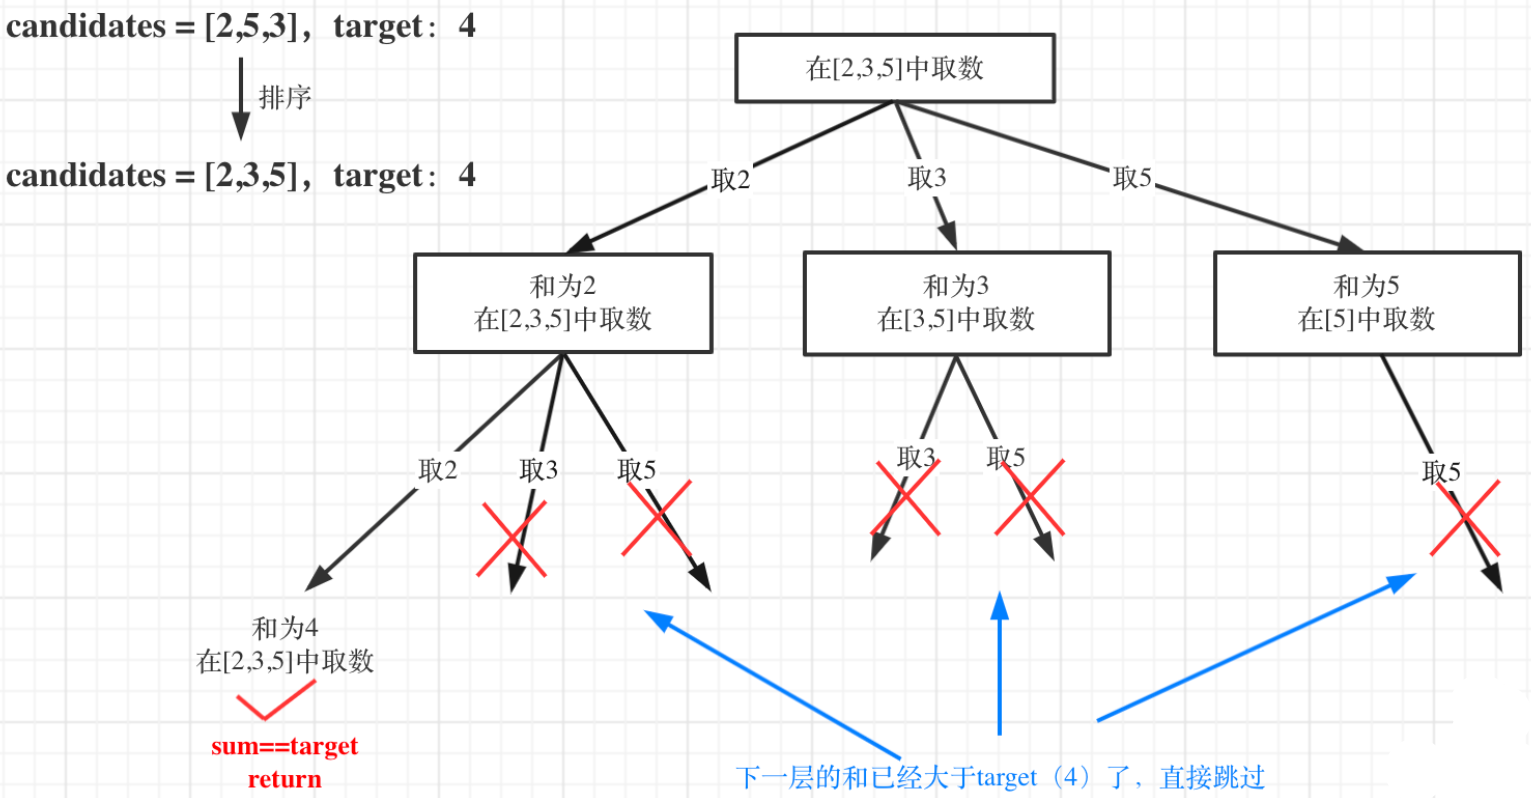 candidates = [2,5,3]，target：4
排序
candidates = [2,3,5]，target：4
在[2,3,5]中取数
取2
取3
取5
和为2
在[2,3,5]中取数
和为3
在[3,5]中取数
和为5
在[5]中取数
取2
取3
取5
取3
取5
取5
和为4
在[2,3,5]中取数
sum==target
return
下一层的和已经大于target（4）了，直接跳过